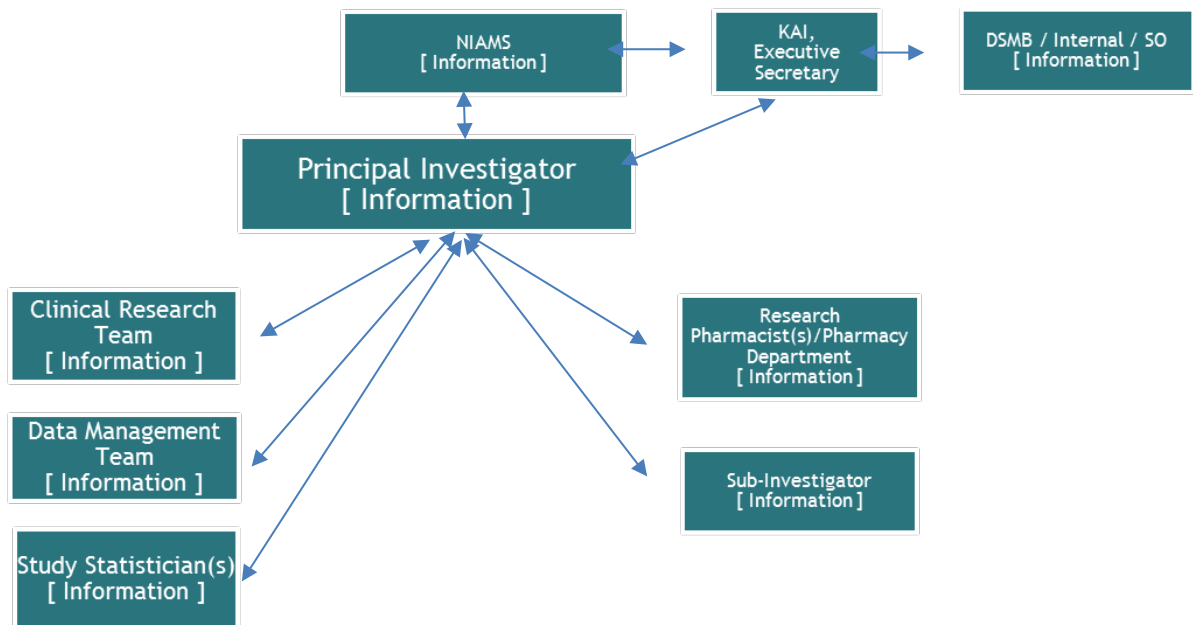 NIAMS
[ Information ]
KAI,
Executive
Secretary
DSMB / Internal / SO
[ Information ]
Principal Investigator
[ Information ]
Clinical Research
Team
[ Information ]
Research
Pharmacist(s)/Pharmacy
Department
[ Information ]
Data Management
Team
[ Information ]
Sub-Investigator
[ Information ]
Study Statistician(s)
[ Information ]